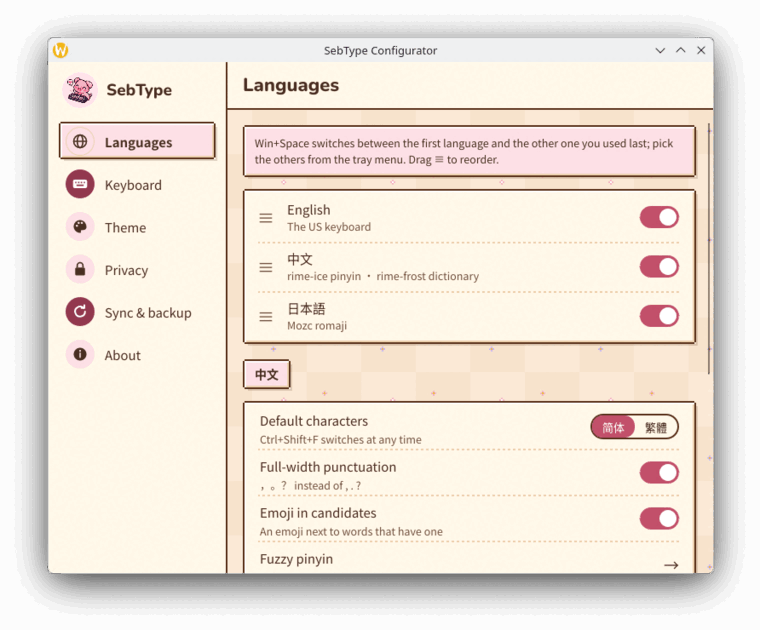 SebType Configurator
SebType
Languages
Keyboard
Theme
Privacy
Sync & backup
About
Languages
Win+Space switches between the first language and the other one you used last; pick
the others from the tray menu. Drag ≡ to reorder.
English
The US keyboard
中文
rime-ice pinyin • rime-frost dictionary
日本語
Mozc romaji
中文
Default characters
Ctrl+Shift+F switches at any time
简体 繁體
Full-width punctuation
，。？ instead of , . ?
Emoji in candidates
An emoji next to words that have one
Fuzzy pinyin